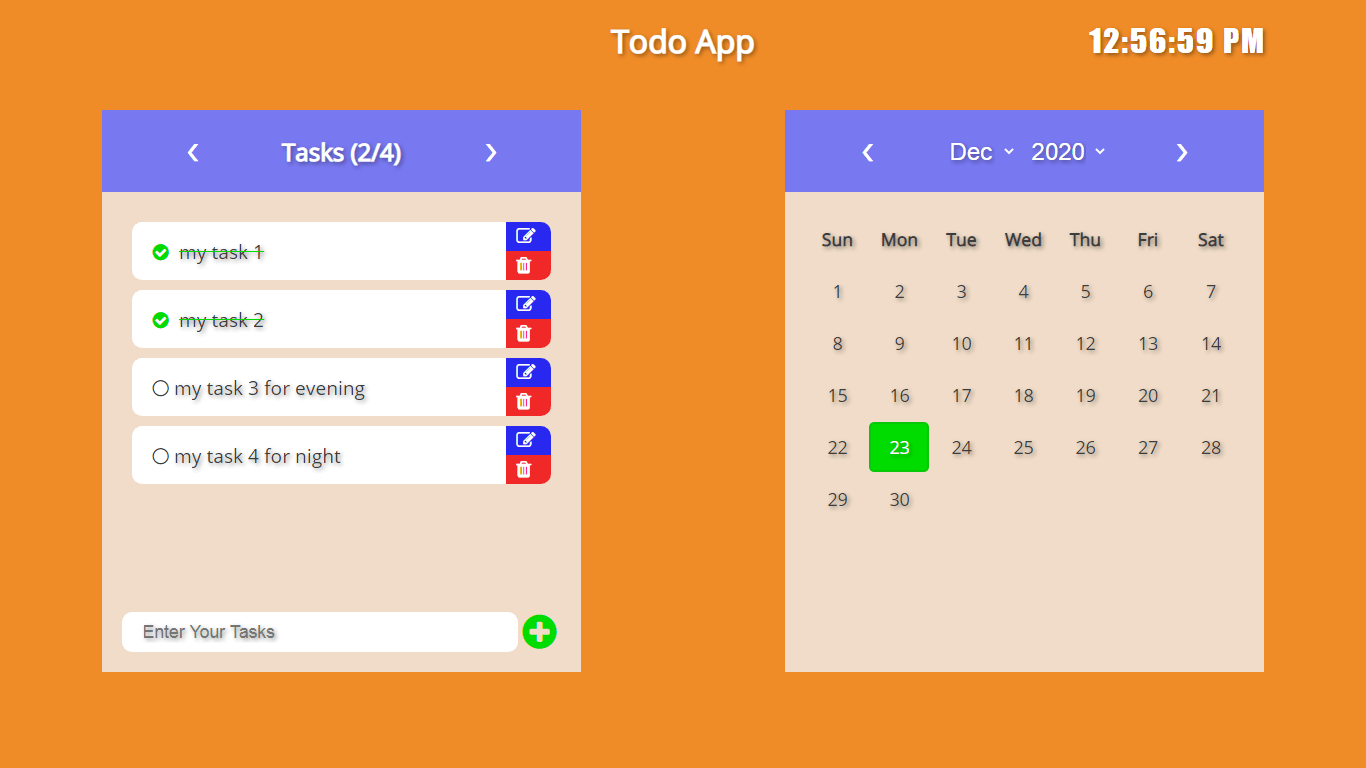 Todo App
12:56:59 PM
Tasks (2/4)
my task 1
my task 2
my task 3 for evening
my task 4 for night
Enter Your Tasks
Dec 2020
Sun Mon Tue Wed Thu Fri Sat
1 2 3 4 5 6 7
8 9 10 11 12 13 14
15 16 17 18 19 20 21
22 23 24 25 26 27 28
29 30